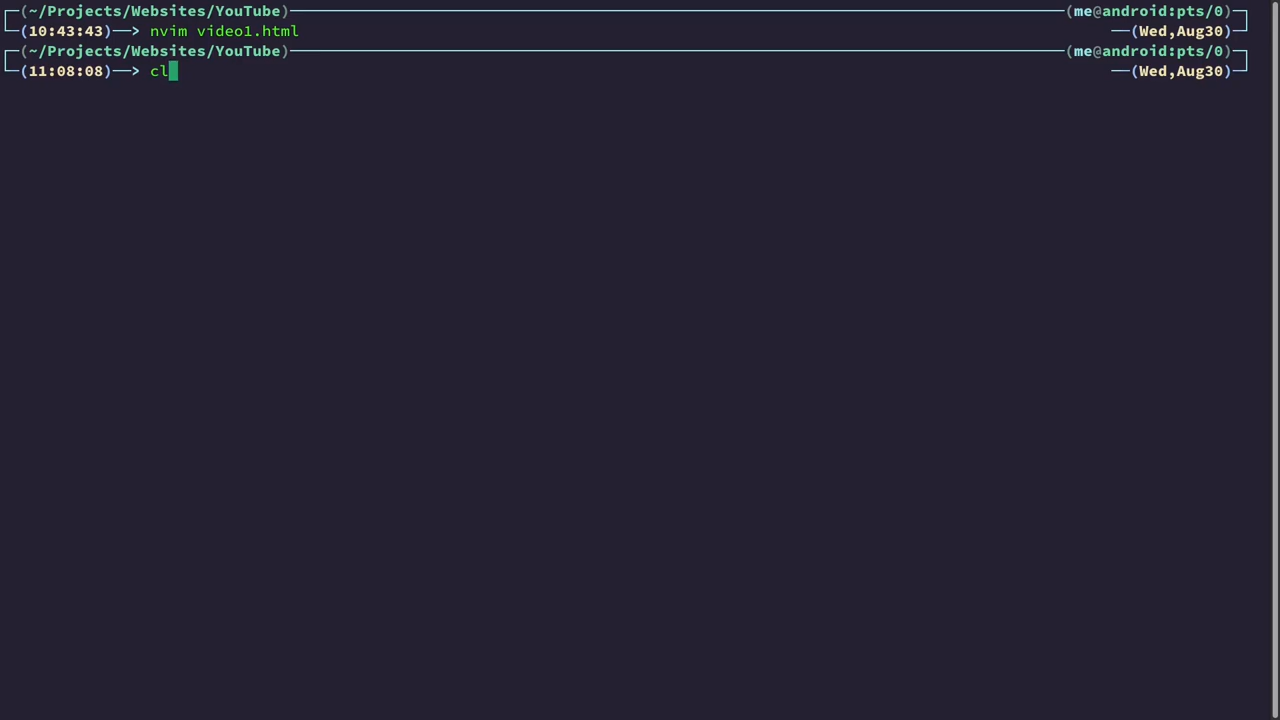 ┌─(~/Projects/Websites/YouTube)─────(me@android:pts/0)─┐
└─(10:43:43)──> nvim video1.html ──(Wed,Aug30)─┘
┌─(~/Projects/Websites/YouTube)─────(me@android:pts/0)─┐
└─(11:08:08)──> cl ──(Wed,Aug30)─┘